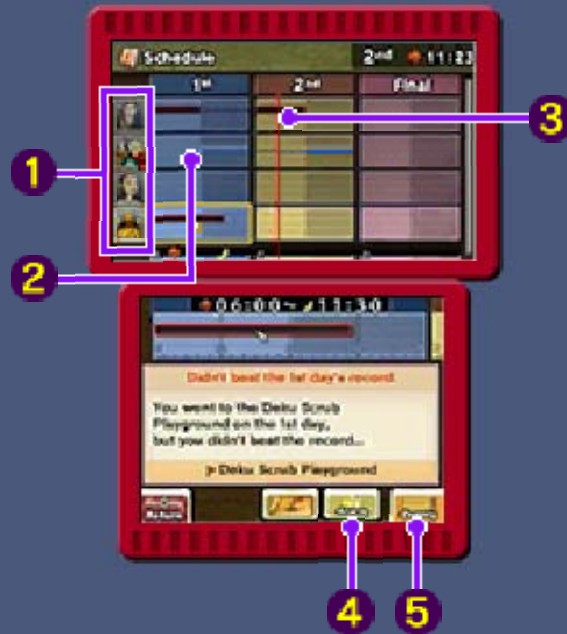 Schedule
2nd 11:23
1st 2nd Final
1
2
3
06:00~ 11:30
Didn't beat the 1st day's record
You went to the Deku Scrub
Playground on the 1st day,
but you didn't beat the record...
Deku Scrub Playground
Return
4
5